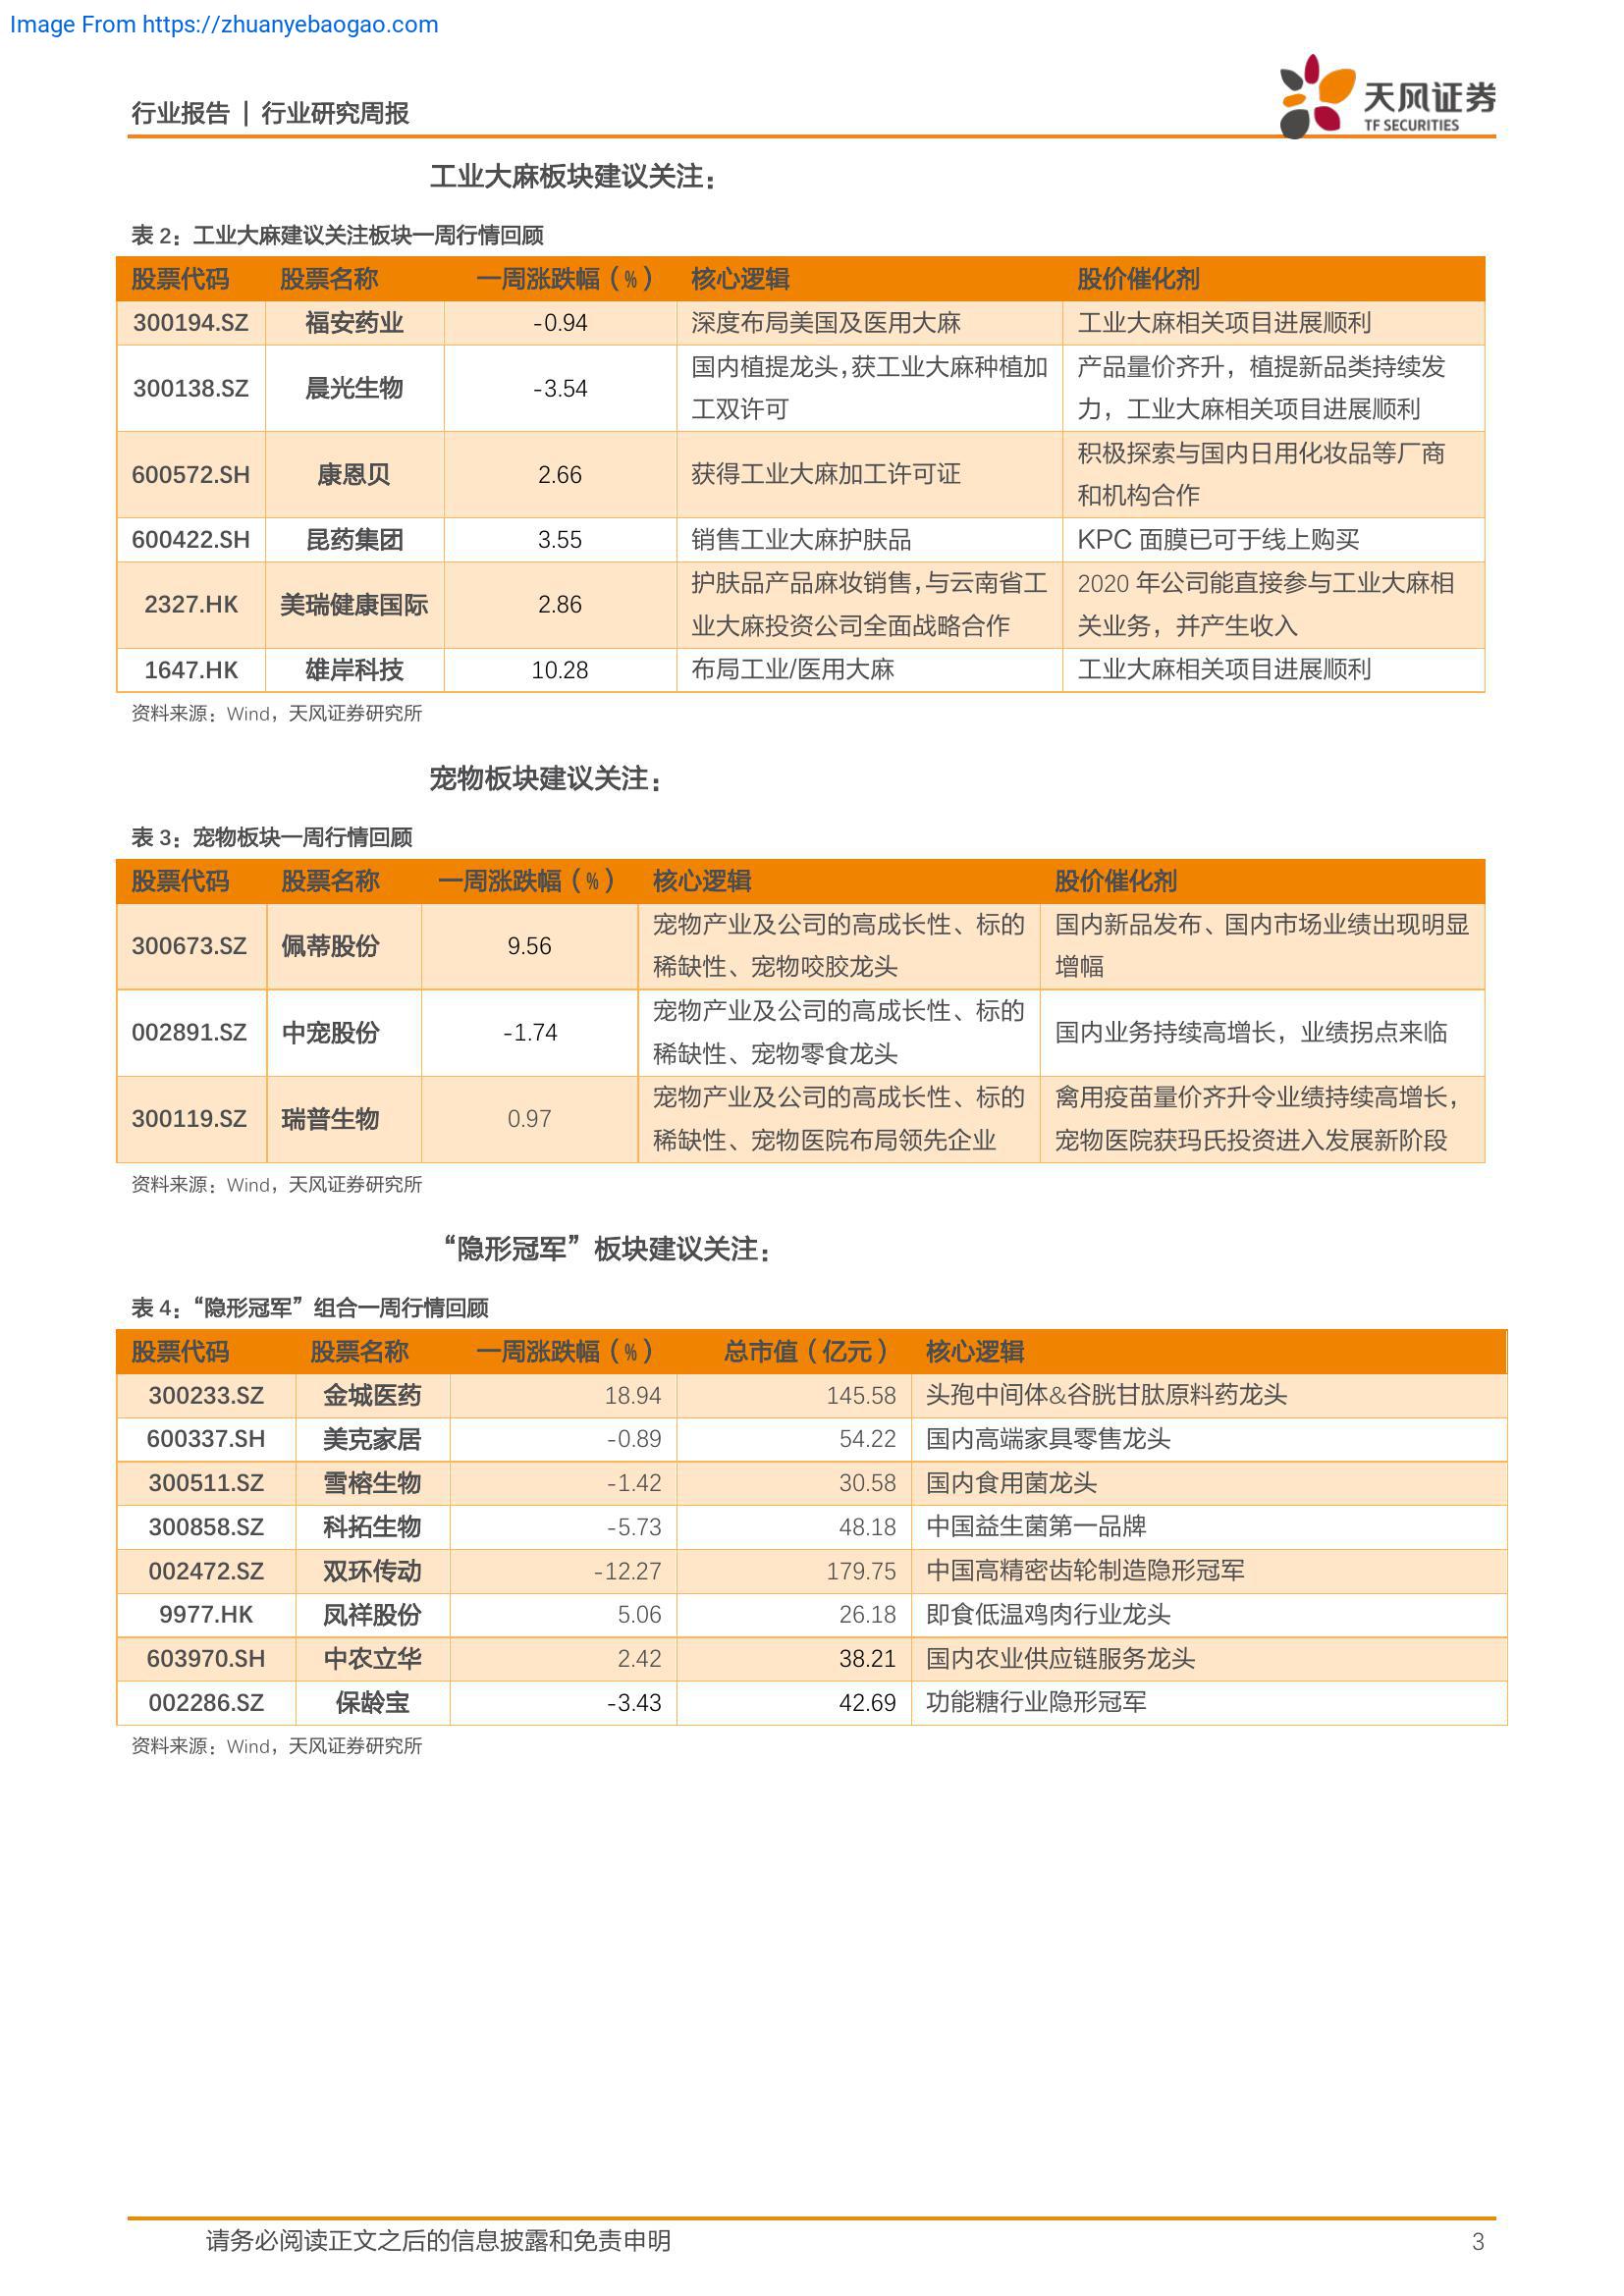 Image From https://zhuanyebaogao.com
行业报告 | 行业研究周报
天风证券
TF SECURITIES
工业大麻板块建议关注：
表 2：工业大麻建议关注板块一周行情回顾
股票代码 股票名称 一周涨跌幅（%） 核心逻辑 股价催化剂
300194.SZ 福安药业 -0.94 深度布局美国及医用大麻 工业大麻相关项目进展顺利
300138.SZ 晨光生物 -3.54 国内植提龙头，获工业大麻种植加
工双许可 产品量价齐升，植提新品类持续发
力，工业大麻相关项目进展顺利
600572.SH 康恩贝 2.66 获得工业大麻加工许可证 积极探索与国内日用化妆品等厂商
和机构合作
600422.SH 昆药集团 3.55 销售工业大麻护肤品 KPC 面膜已可于线上购买
2327.HK 美瑞健康国际 2.86 护肤品产品麻妆销售，与云南省工
业大麻投资公司全面战略合作 2020 年公司能直接参与工业大麻相
关业务，并产生收入
1647.HK 雄岸科技 10.28 布局工业/医用大麻 工业大麻相关项目进展顺利
资料来源：Wind，天风证券研究所
宠物板块建议关注：
表 3：宠物板块一周行情回顾
股票代码 股票名称 一周涨跌幅（%） 核心逻辑 股价催化剂
300673.SZ 佩蒂股份 9.56 宠物产业及公司的高成长性、标的
稀缺性、宠物咬胶龙头 国内新品发布、国内市场业绩出现明显
增幅
002891.SZ 中宠股份 -1.74 宠物产业及公司的高成长性、标的
稀缺性、宠物零食龙头 国内业务持续高增长，业绩拐点来临
300119.SZ 瑞普生物 0.97 宠物产业及公司的高成长性、标的
稀缺性、宠物医院布局领先企业 禽用疫苗量价齐升令业绩持续高增长，
宠物医院获玛氏投资进入发展新阶段
资料来源：Wind，天风证券研究所
“隐形冠军”板块建议关注：
表 4：“隐形冠军”组合一周行情回顾
股票代码 股票名称 一周涨跌幅（%） 总市值（亿元） 核心逻辑
300233.SZ 金城医药 18.94 145.58 头孢中间体&谷胱甘肽原料药龙头
600337.SH 美克家居 -0.89 54.22 国内高端家具零售龙头
300511.SZ 雪榕生物 -1.42 30.58 国内食用菌龙头
300858.SZ 科拓生物 -5.73 48.18 中国益生菌第一品牌
002472.SZ 双环传动 -12.27 179.75 中国高精密齿轮制造隐形冠军
9977.HK 凤祥股份 5.06 26.18 即食低温鸡肉行业龙头
603970.SH 中农立华 2.42 38.21 国内农业供应链服务龙头
002286.SZ 保龄宝 -3.43 42.69 功能糖行业隐形冠军
资料来源：Wind，天风证券研究所
请务必阅读正文之后的信息披露和免责申明 3